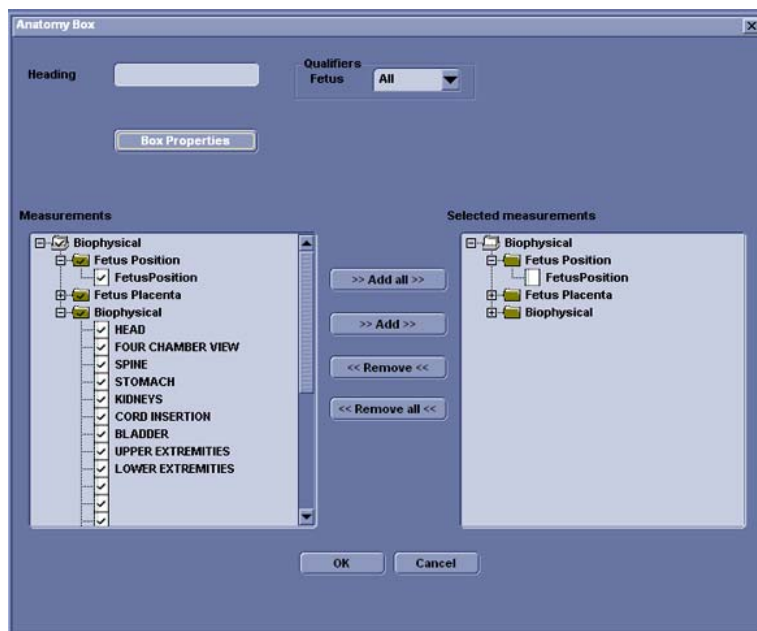 Anatomy Box
Heading
Qualifiers
Fetus All
Box Properties
Measurements
Biophysical
Fetus Position
FetusPosition
Fetus Placenta
Biophysical
HEAD
FOUR CHAMBER VIEW
SPINE
STOMACH
KIDNEYS
CORD INSERTION
BLADDER
UPPER EXTREMITIES
LOWER EXTREMITIES
>> Add all >>
>> Add >>
<< Remove <<
<< Remove all <<
Selected measurements
Biophysical
Fetus Position
FetusPosition
Fetus Placenta
Biophysical
OK
Cancel